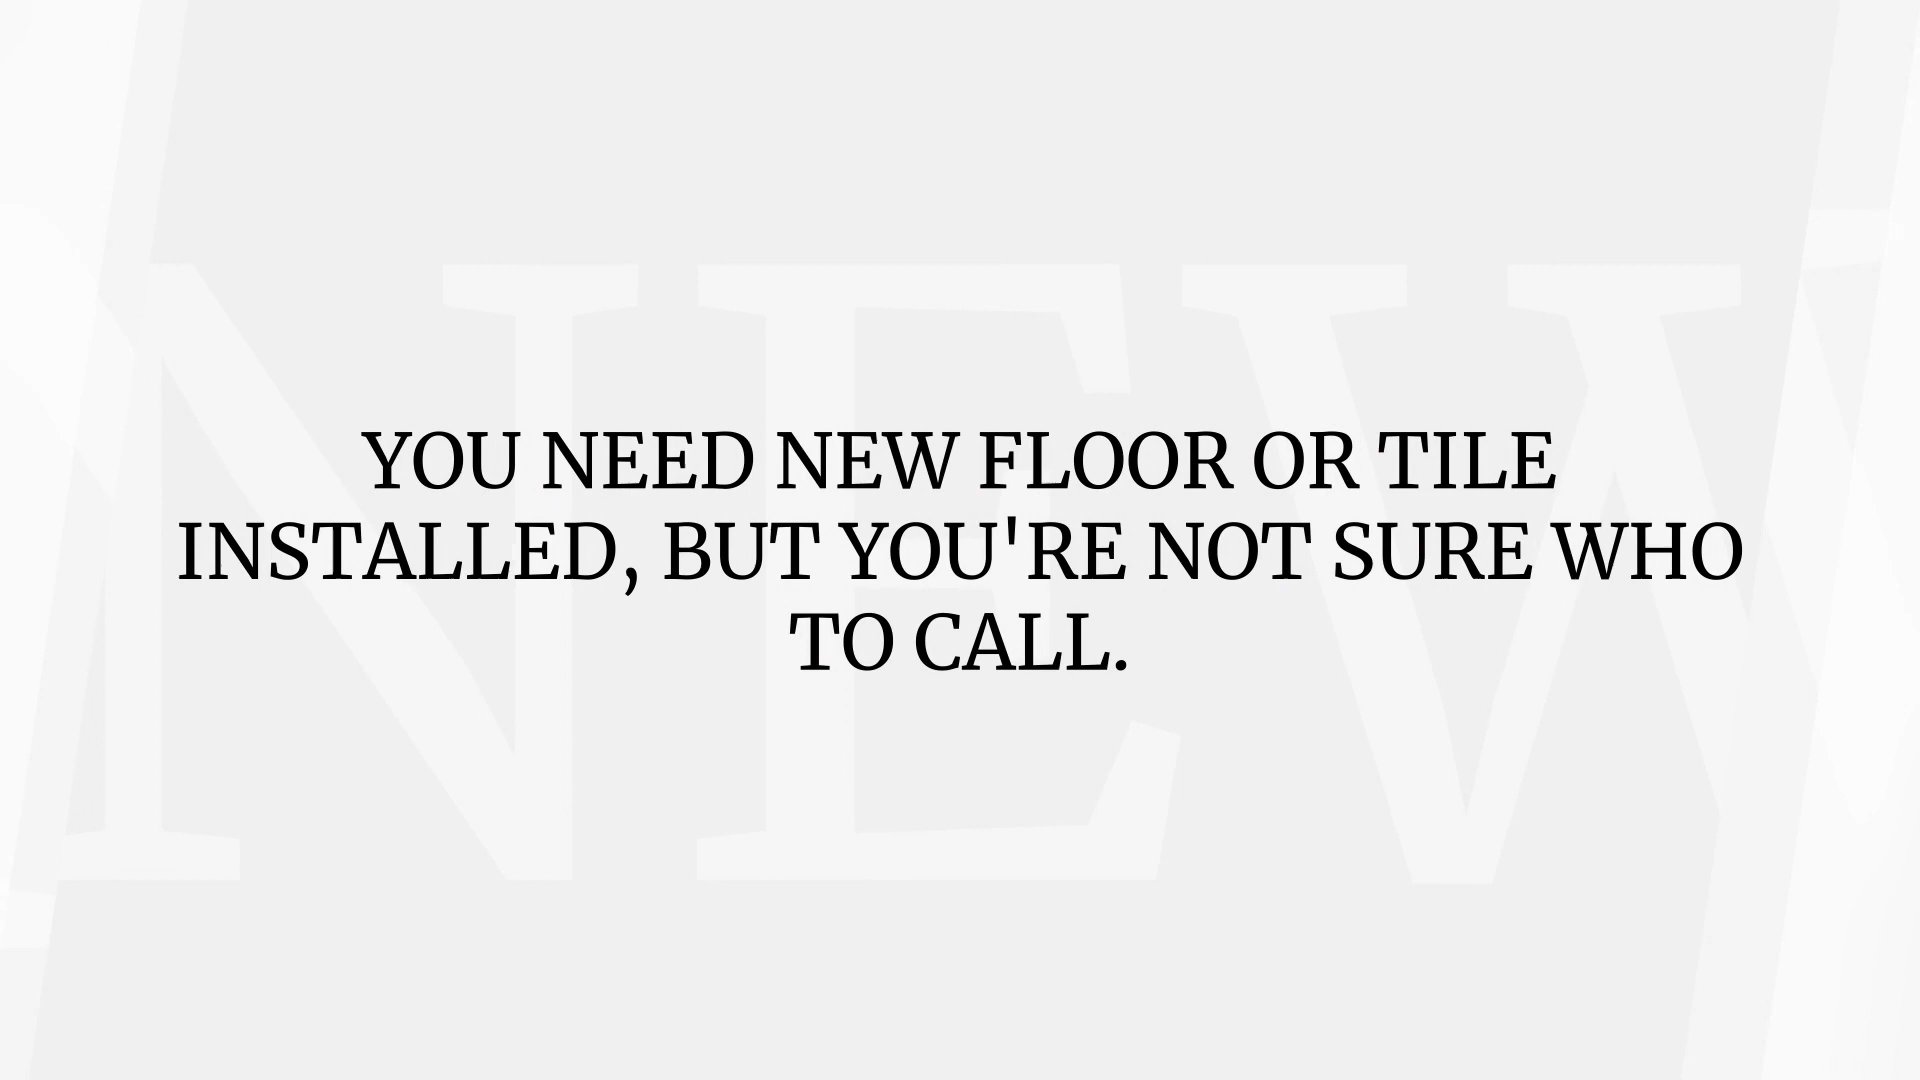 NEW
YOU NEED NEW FLOOR OR TILE
INSTALLED, BUT YOU'RE NOT SURE WHO
TO CALL.